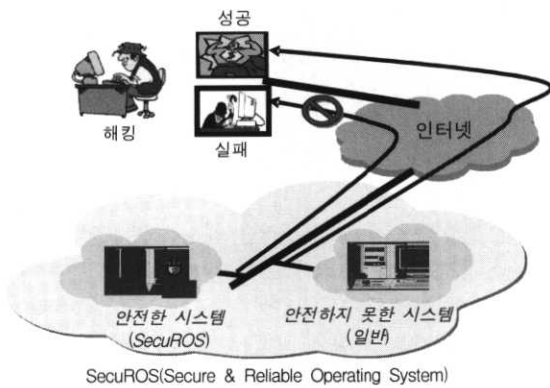 성공
해킹
실패
인터넷
안전한 시스템
(SecuROS)
안전하지 못한 시스템
(일반)
SecuROS(Secure & Reliable Operating System)